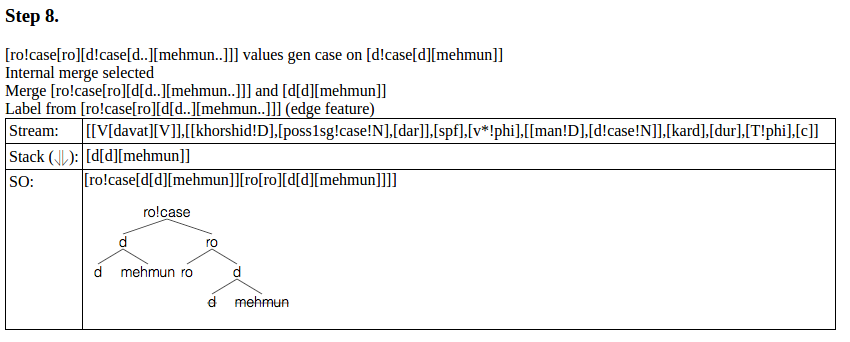 Step 8.
[ro!case[ro][d!case[d..][mehmun..]]] values gen case on [d!case[d][mehmun]]
Internal merge selected
Merge [ro!case[ro][d[d..][mehmun..]]] and [d[d][mehmun]]
Label from [ro!case[ro][d[d..][mehmun..]]] (edge feature)
Stream: [[V[davat][V]],[[khorshid!D],[poss1sg!case!N],[dar]],[spf],[v*!phi],[[man!D],[d!case!N]],[kard],[dur],[T!phi],[c]]
Stack (⥯): [d[d][mehmun]]
SO: [ro!case[d[d][mehmun]][ro[ro][d[d][mehmun]]]]
ro!case
d ro
d mehmun ro d
d mehmun